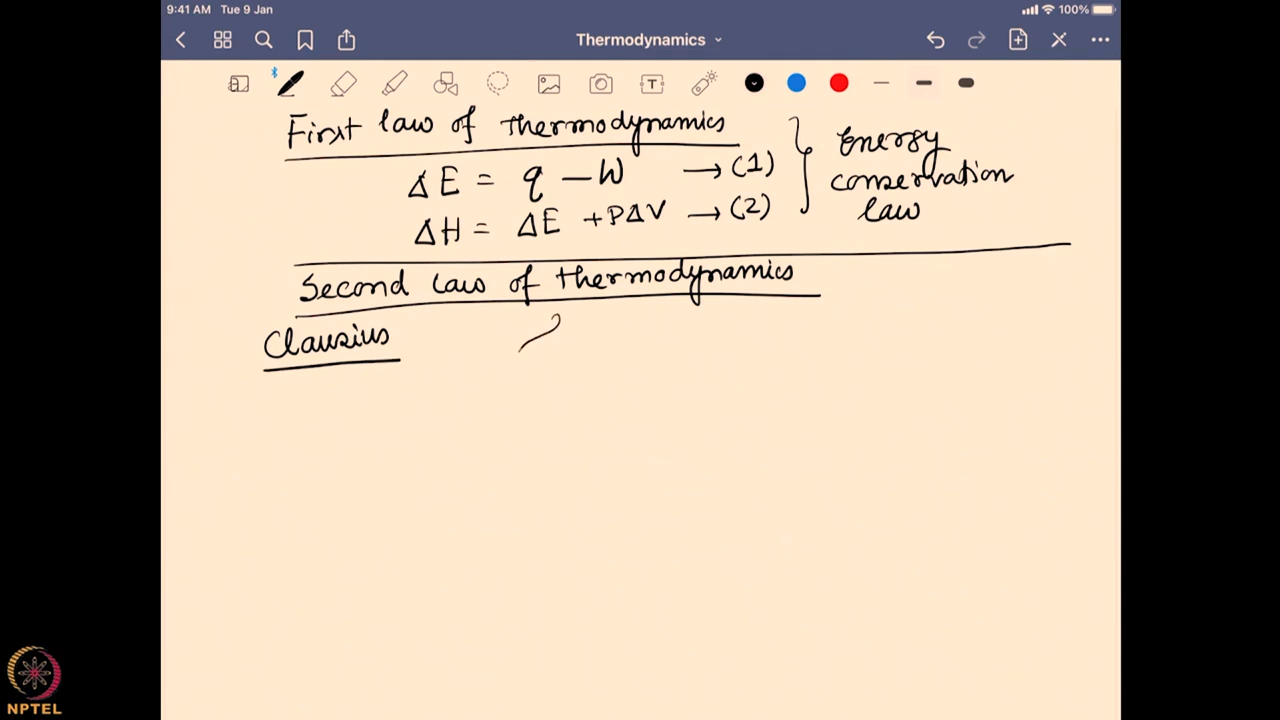 9:41 AM Tue 9 Jan
100%
Thermodynamics
T
First law of Thermodynamics
ΔE = q − W → (1)
ΔH = ΔE + PΔV → (2)
Energy
conservation
law
Second law of thermodynamics
Clausius
NPTEL